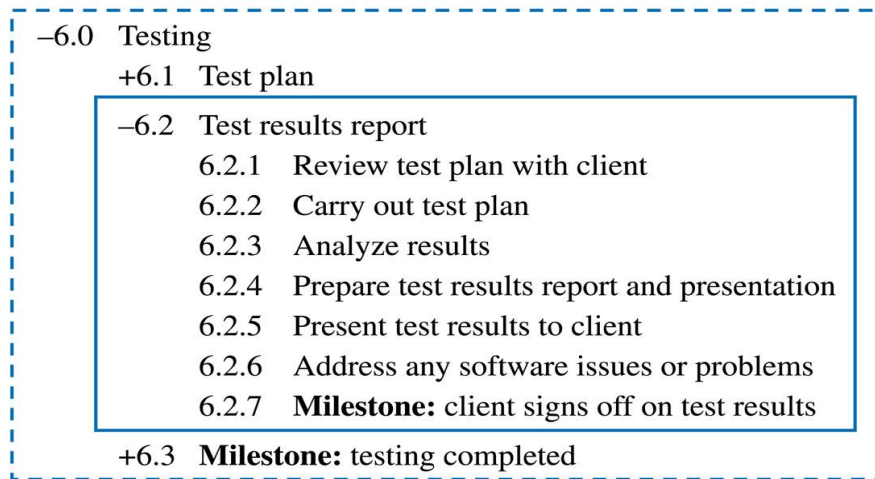 –6.0 Testing
+6.1 Test plan
–6.2 Test results report
6.2.1 Review test plan with client
6.2.2 Carry out test plan
6.2.3 Analyze results
6.2.4 Prepare test results report and presentation
6.2.5 Present test results to client
6.2.6 Address any software issues or problems
6.2.7 Milestone: client signs off on test results
+6.3 Milestone: testing completed